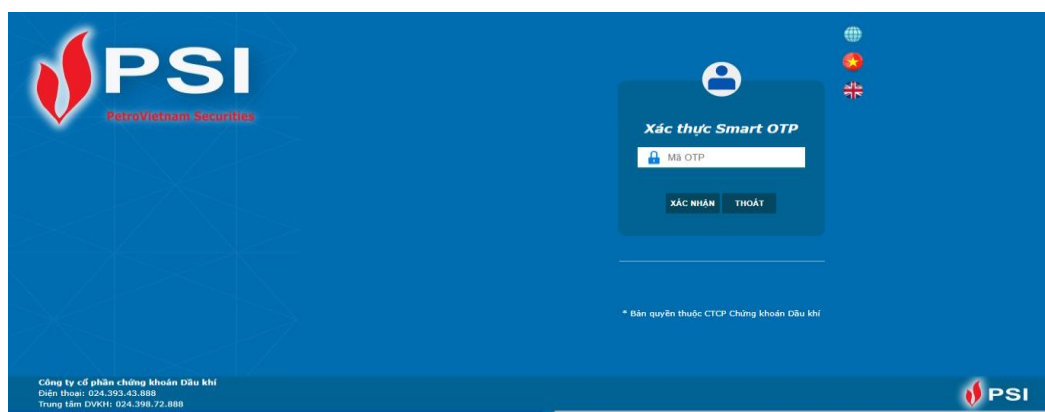 PSI
PetroVietnam Securities
Xác thực Smart OTP
Mã OTP
XÁC NHẬN THOÁT
* Bản quyền thuộc CTCP Chứng khoán Dầu khí
Công ty cổ phần chứng khoán Dầu khí
Điện thoại: 024.393.43.888
Trung tâm DVKH: 024.398.72.888
PSI